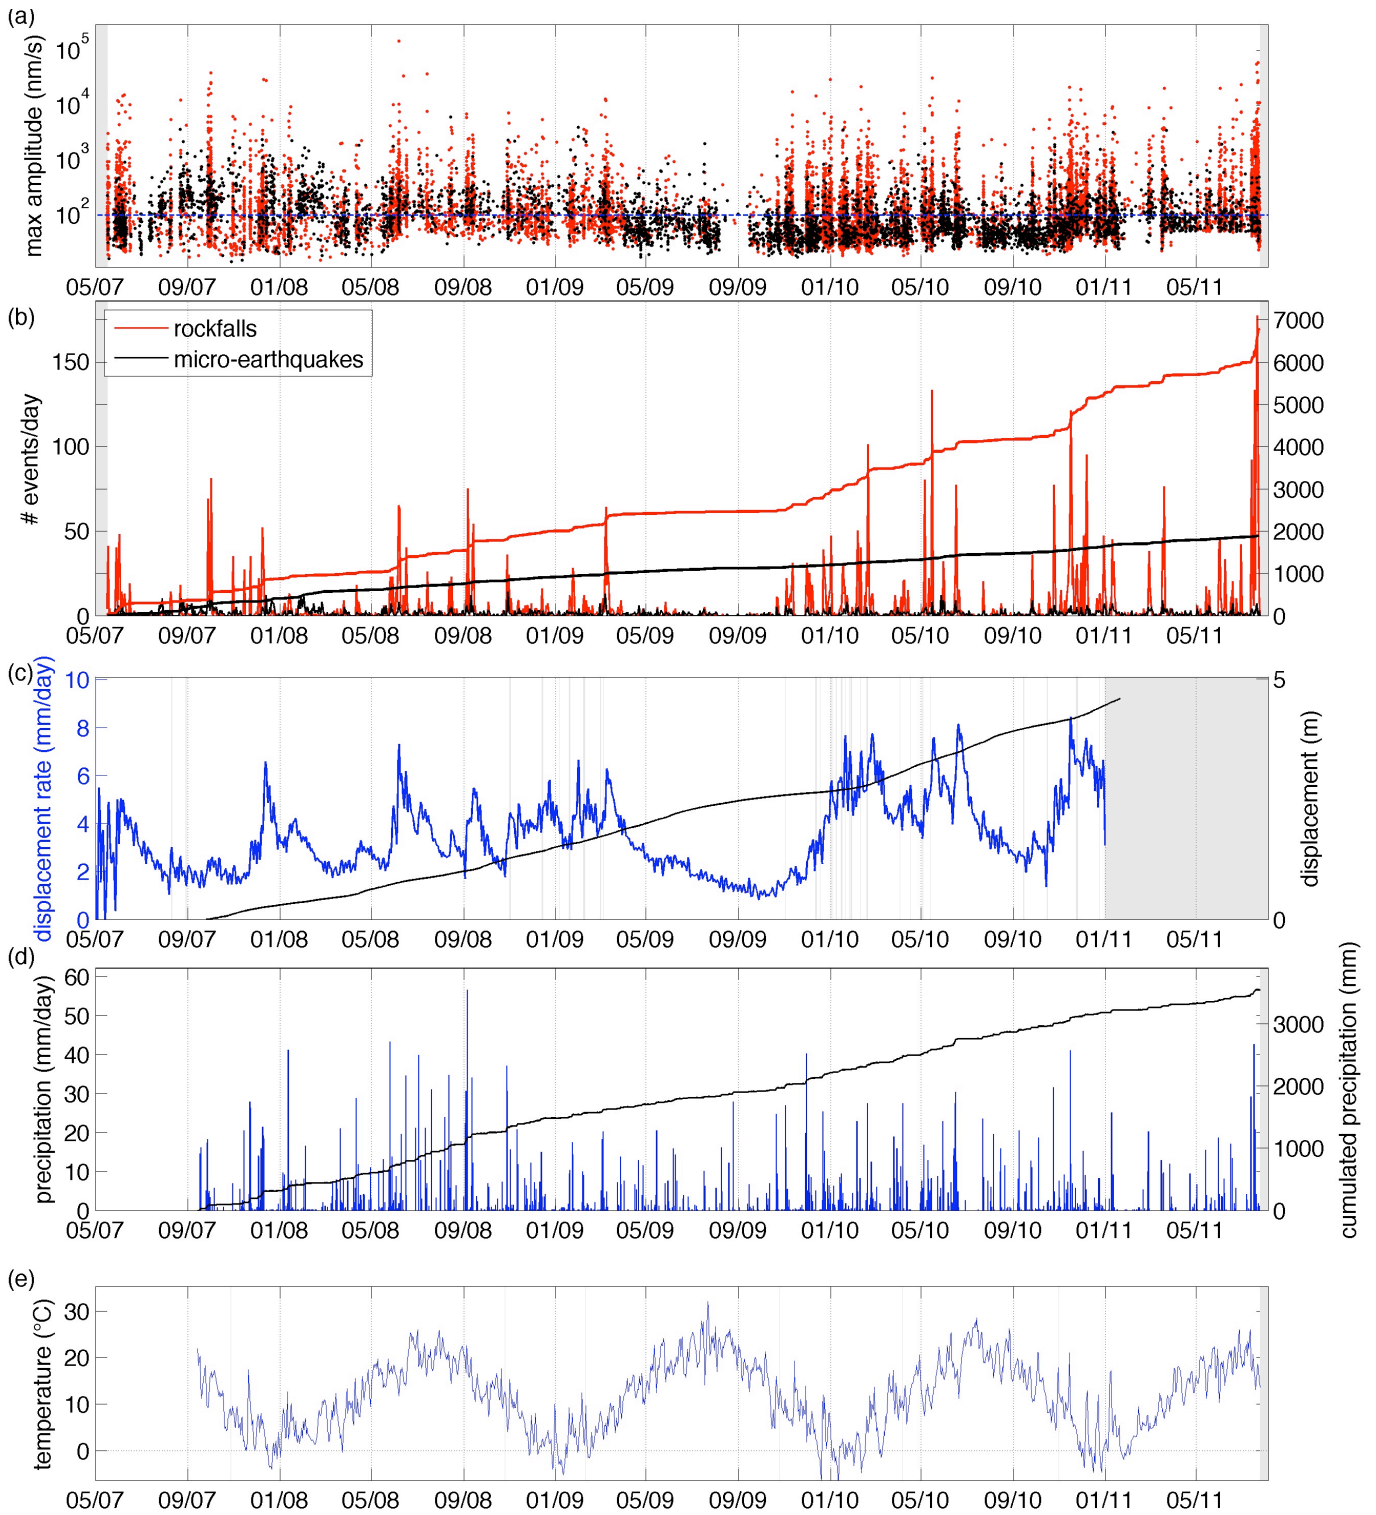 (a)
max amplitude (nm/s)
10^5
10^4
10^3
10^2
05/07 09/07 01/08 05/08 09/08 01/09 05/09 09/09 01/10 05/10 09/10 01/11 05/11
(b)
rockfalls
micro-earthquakes
# events/day
150
100
50
0
7000
6000
5000
4000
3000
2000
1000
0
05/07 09/07 01/08 05/08 09/08 01/09 05/09 09/09 01/10 05/10 09/10 01/11 05/11
(c)
displacement rate (mm/day)
10
8
6
4
2
0
5
0
displacement (m)
05/07 09/07 01/08 05/08 09/08 01/09 05/09 09/09 01/10 05/10 09/10 01/11 05/11
(d)
precipitation (mm/day)
60
50
40
30
20
10
0
3000
2000
1000
0
cumulated precipitation (mm)
05/07 09/07 01/08 05/08 09/08 01/09 05/09 09/09 01/10 05/10 09/10 01/11 05/11
(e)
temperature (°C)
30
20
10
0
05/07 09/07 01/08 05/08 09/08 01/09 05/09 09/09 01/10 05/10 09/10 01/11 05/11